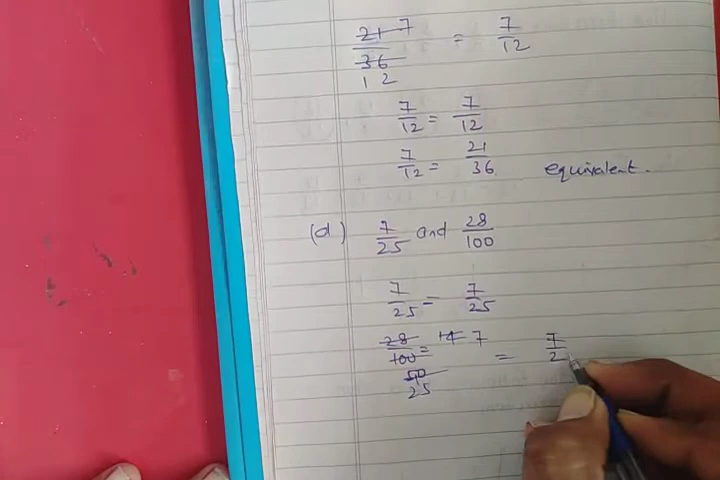 21 7 / 36 12 = 7/12
7/12 = 7/12
7/12 = 21/36 equivalent.
(d) 7/25 and 28/100
7/25 = 7/25
28/100 = 14 7 / 50 25 = 7/2